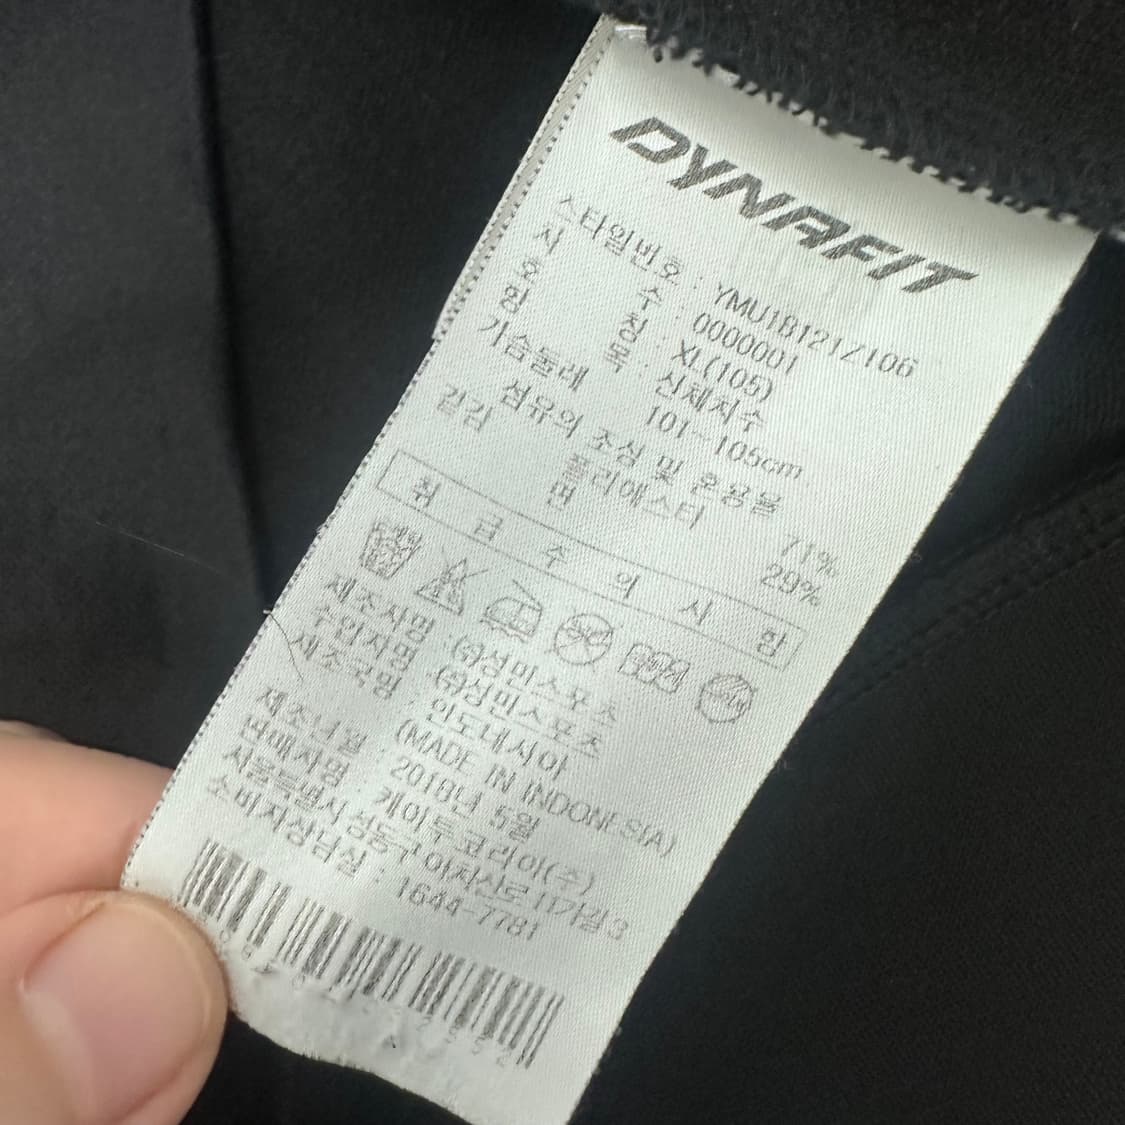 DYNAFIT
스타일번호 : YMU18121Z106
치 수 : 0000001
호 칭 : XL(105)
항 목 : 신체치수
가슴둘레 101~105cm
섬유의 조성 및 혼용율
겉감 폴리에스터 71%
면 29%
취 급 주 의 사 항
제조자명 : (주)성민스포츠
수입자명 : (주)성민스포츠
제조국명 : 인도네시아
(MADE IN INDONESIA)
제조년월 : 2018년 5월
판매자명 : 케이투코리아(주)
서울특별시 성동구 아차산로 11가길 3
소비자상담실 : 1644-7781